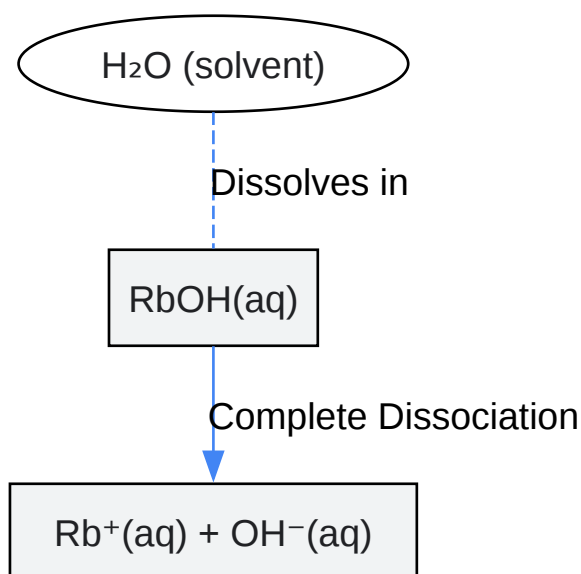 H₂O (solvent)
Dissolves in
RbOH(aq)
Complete Dissociation
Rb⁺(aq) + OH⁻(aq)